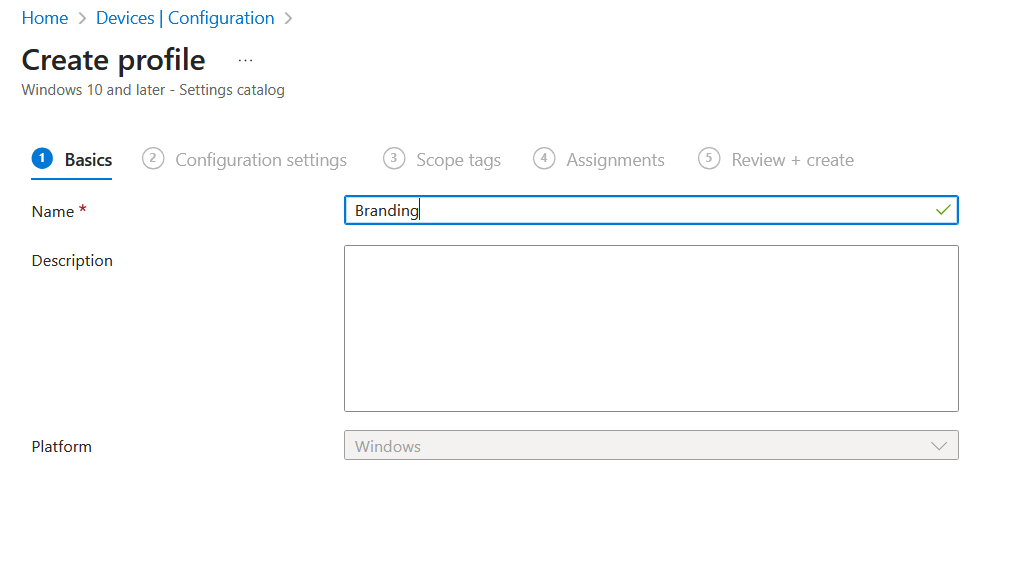 Home > Devices | Configuration >
Create profile ...
Windows 10 and later - Settings catalog
1 Basics 2 Configuration settings 3 Scope tags 4 Assignments 5 Review + create
Name * Branding
Description
Platform Windows